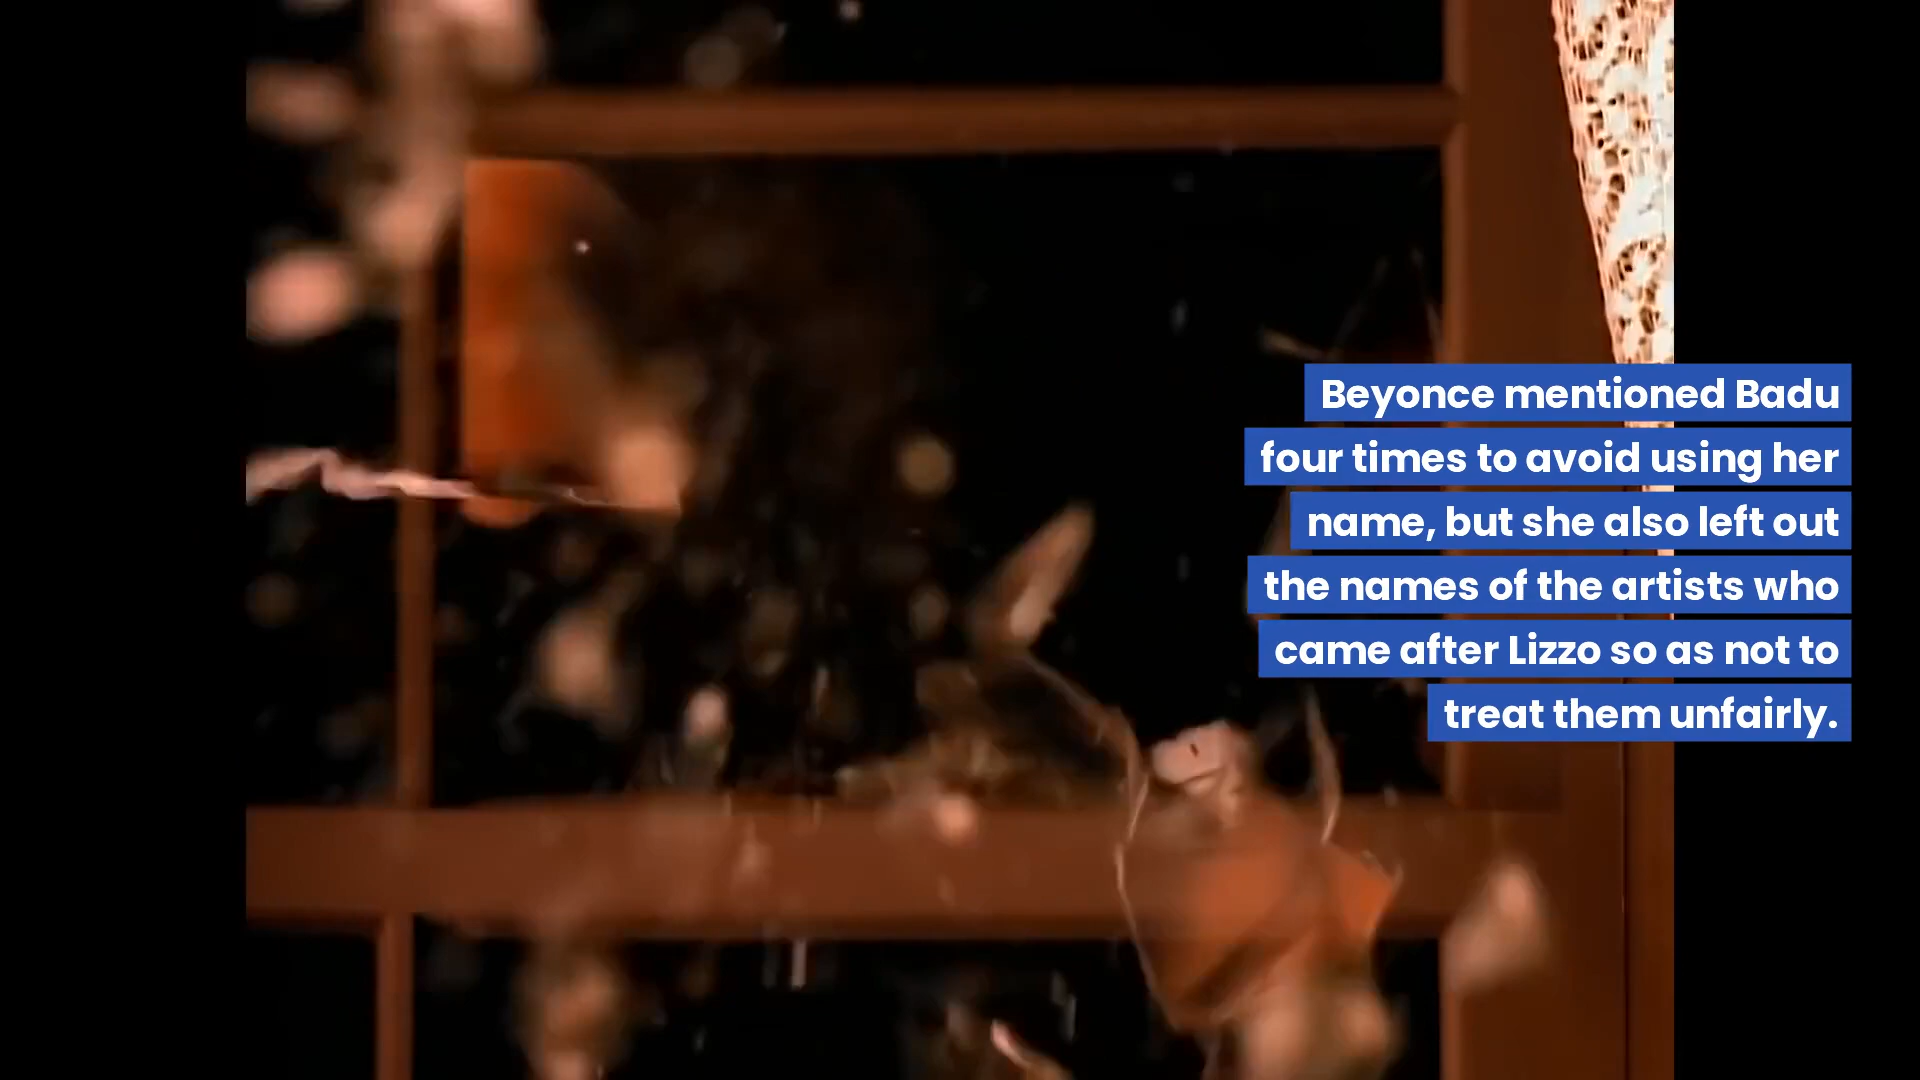 Beyonce mentioned Badu
four times to avoid using her
name, but she also left out
the names of the artists who
came after Lizzo so as not to
treat them unfairly.